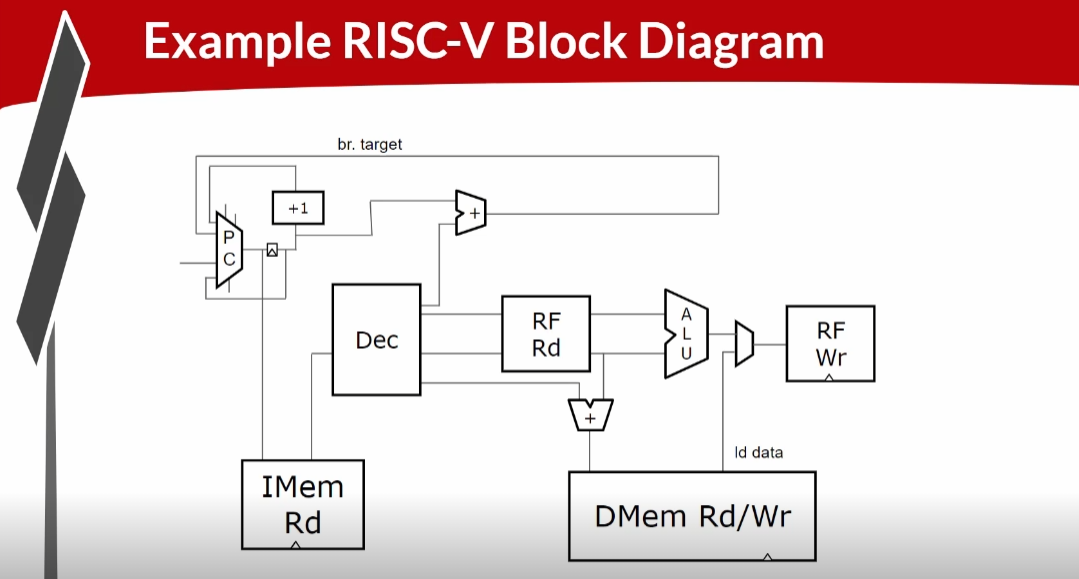 Example RISC-V Block Diagram
br. target
+1
+
P
C
Dec
RF
Rd
A
L
U
RF
Wr
+
ld data
IMem
Rd
DMem Rd/Wr